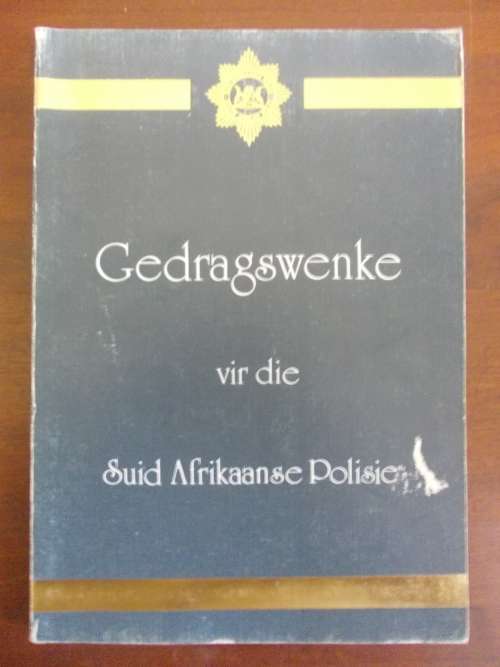 Gedragswenke
vir die
Suid Afrikaanse Polisie